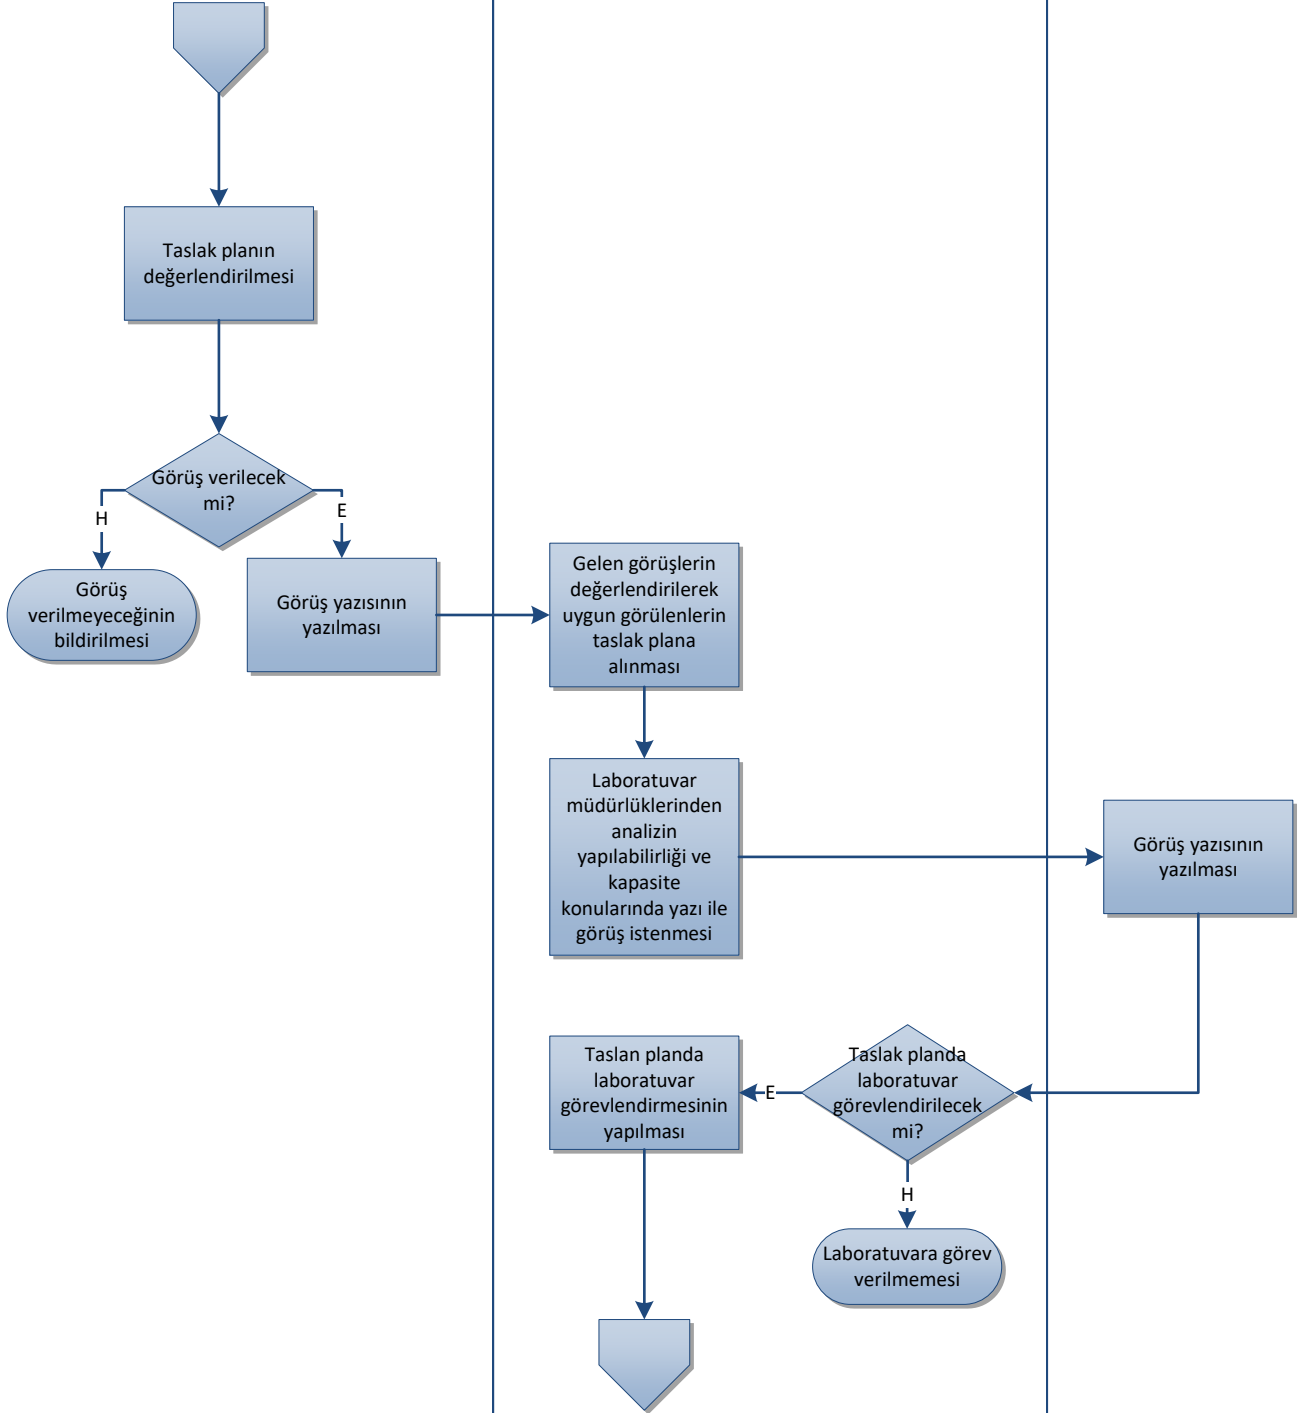 Taslak planın
değerlendirilmesi
Görüş verilecek
mi?
H
E
Görüş
verilmeyeceğinin
bildirilmesi
Görüş yazısının
yazılması
Gelen görüşlerin
değerlendirilerek
uygun görülenlerin
taslak plana
alınması
Laboratuvar
müdürlüklerinden
analizin
yapılabilirliği ve
kapasite
konularında yazı ile
görüş istenmesi
Görüş yazısının
yazılması
Taslak planda
laboratuvar
görevlendirilecek
mi?
E
Taslan planda
laboratuvar
görevlendirmesinin
yapılması
H
Laboratuvara görev
verilmemesi